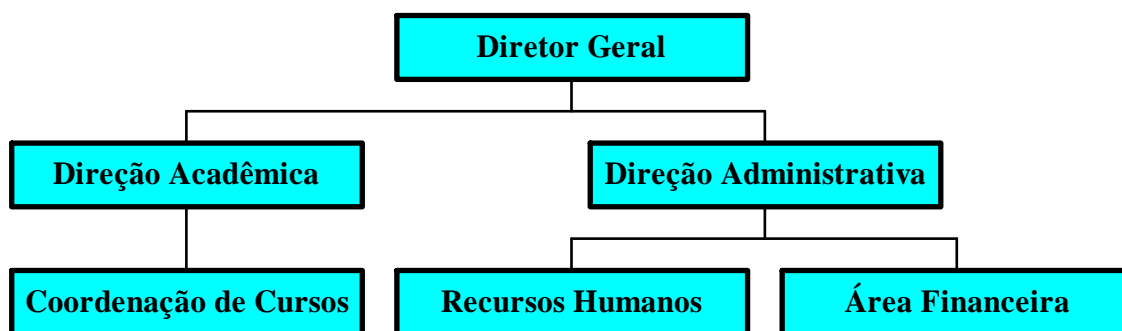 Diretor Geral
Direção Acadêmica
Direção Administrativa
Coordenação de Cursos
Recursos Humanos
Área Financeira